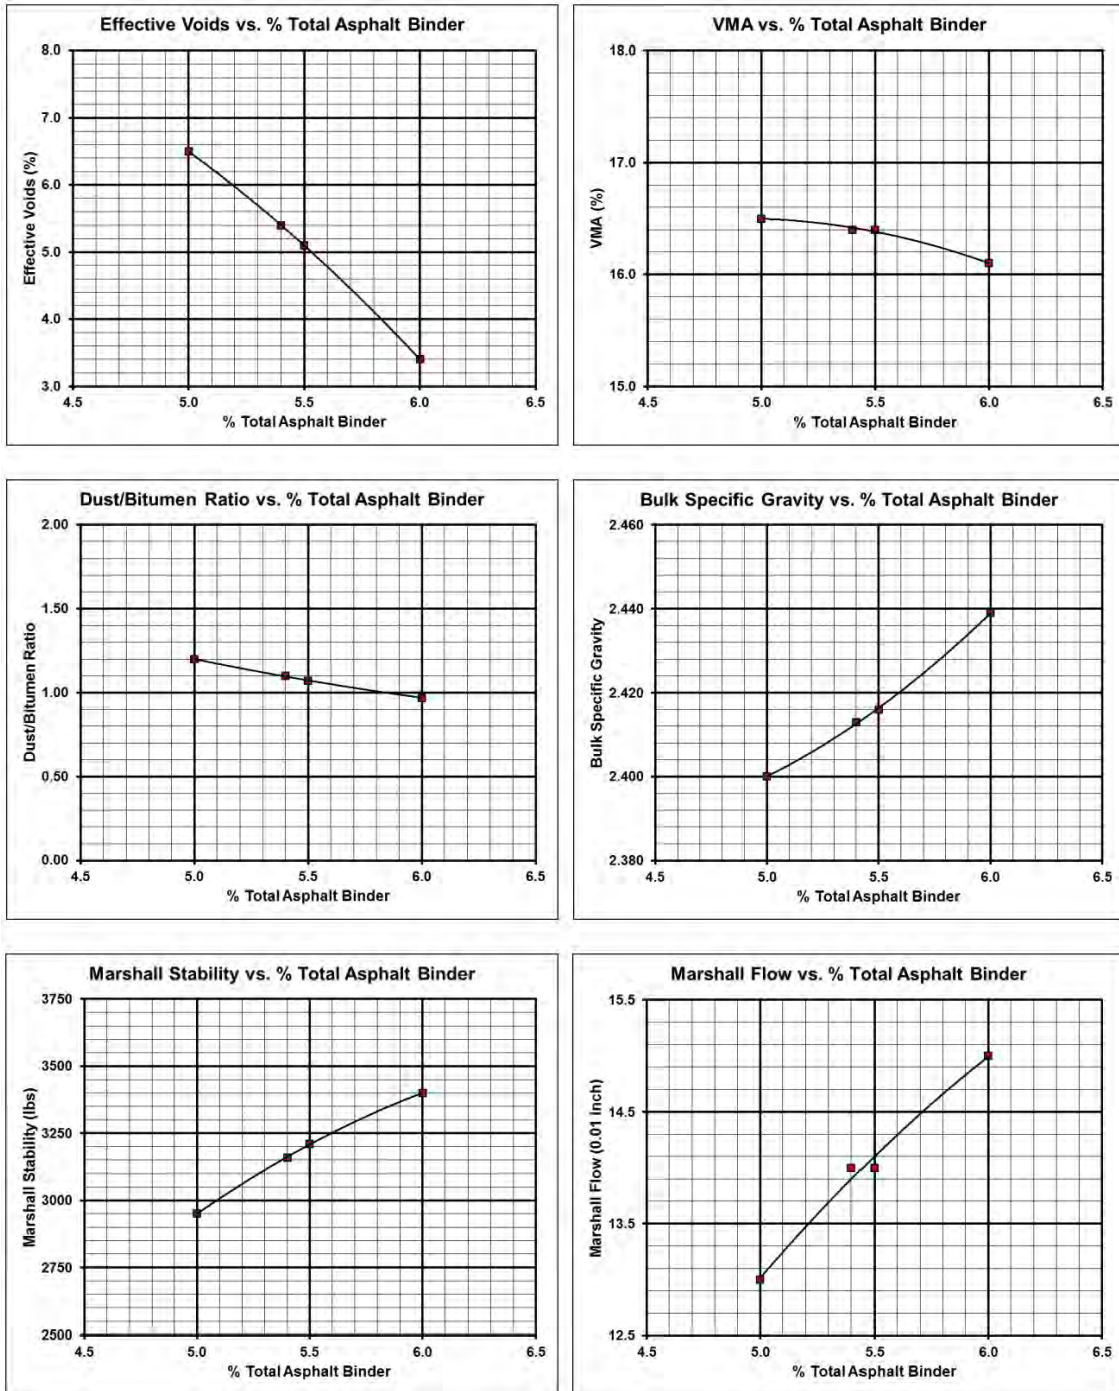 Effective Voids vs. % Total Asphalt Binder
8.0
7.0
6.0
5.0
4.0
3.0
Effective Voids (%)
4.5 5.0 5.5 6.0 6.5
% Total Asphalt Binder
VMA vs. % Total Asphalt Binder
18.0
17.0
16.0
15.0
VMA (%)
4.5 5.0 5.5 6.0 6.5
% Total Asphalt Binder
Dust/Bitumen Ratio vs. % Total Asphalt Binder
2.00
1.50
1.00
0.50
0.00
Dust/Bitumen Ratio
4.5 5.0 5.5 6.0 6.5
% Total Asphalt Binder
Bulk Specific Gravity vs. % Total Asphalt Binder
2.460
2.440
2.420
2.400
2.380
Bulk Specific Gravity
4.5 5.0 5.5 6.0 6.5
% Total Asphalt Binder
Marshall Stability vs. % Total Asphalt Binder
3750
3500
3250
3000
2750
2500
Marshall Stability (lbs)
4.5 5.0 5.5 6.0 6.5
% Total Asphalt Binder
Marshall Flow vs. % Total Asphalt Binder
15.5
14.5
13.5
12.5
Marshall Flow (0.01 inch)
4.5 5.0 5.5 6.0 6.5
% Total Asphalt Binder